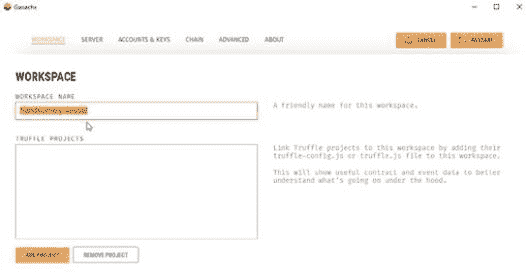 Ganache
WORKSPACE SERVER ACCOUNTS & KEYS CHAIN ADVANCED ABOUT
WORKSPACE
WORKSPACE NAME
A friendly name for this workspace.
TRUFFLE PROJECTS
Link Truffle projects to this workspace by adding their
truffle-config.js or truffle.js file to this workspace.
This will show useful contract and event data to better
understand what's going on under the hood.
ADD PROJECT REMOVE PROJECT